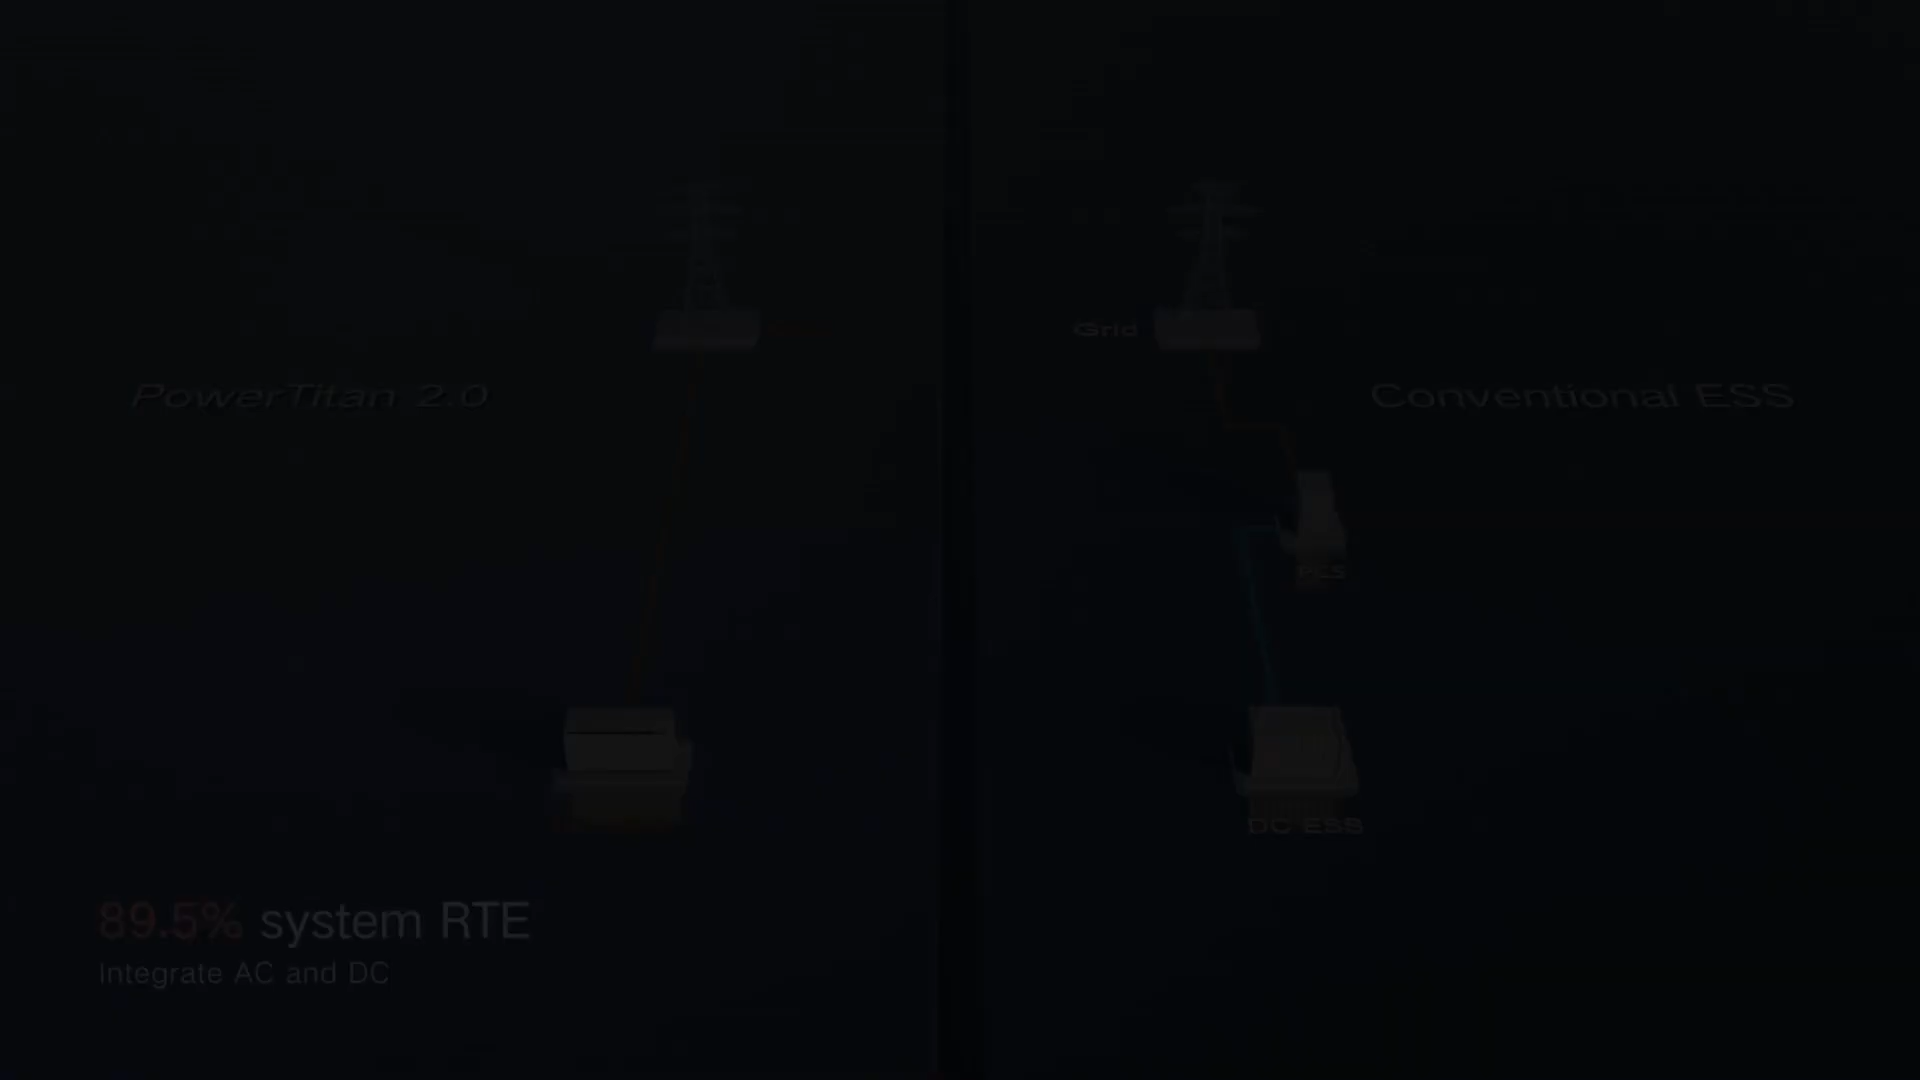 Grid
PowerTitan 2.0
Conventional ESS
PCS
DC ESS
89.5% system RTE
Integrate AC and DC